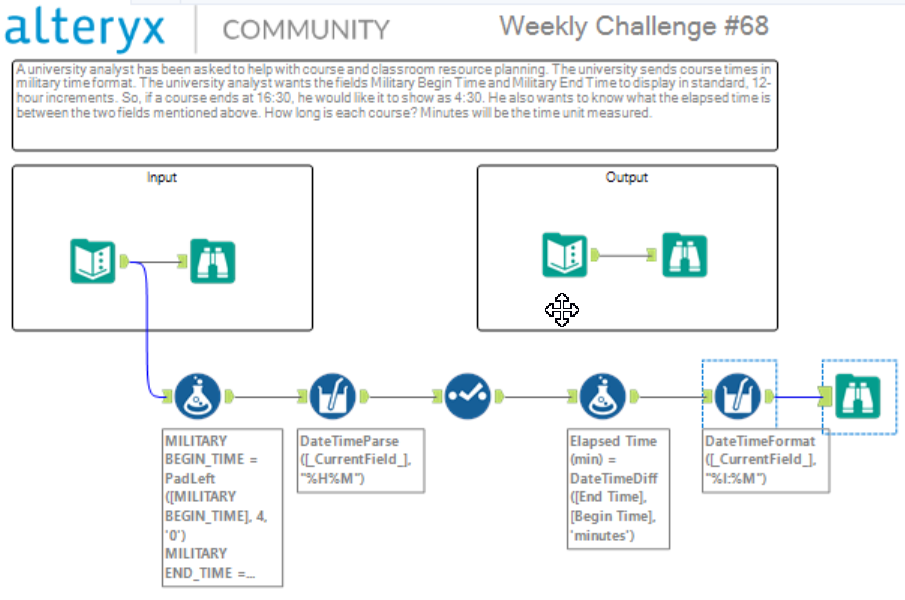 alteryx
COMMUNITY
Weekly Challenge #68
A university analyst has been asked to help with course and classroom resource planning. The university sends course times in
military time format. The university analyst wants the fields Military Begin Time and Military End Time to display in standard, 12-
hour increments. So, if a course ends at 16:30, he would like it to show as 4:30. He also wants to know what the elapsed time is
between the two fields mentioned above. How long is each course? Minutes will be the time unit measured.
Input
Output
MILITARY
BEGIN_TIME =
PadLeft
([MILITARY
BEGIN_TIME], 4,
'0')
MILITARY
END_TIME =...
DateTimeParse
([_CurrentField_],
"%H%M")
Elapsed Time
(min) =
DateTimeDiff
([End Time],
[Begin Time],
'minutes')
DateTimeFormat
([_CurrentField_],
"%I:%M")